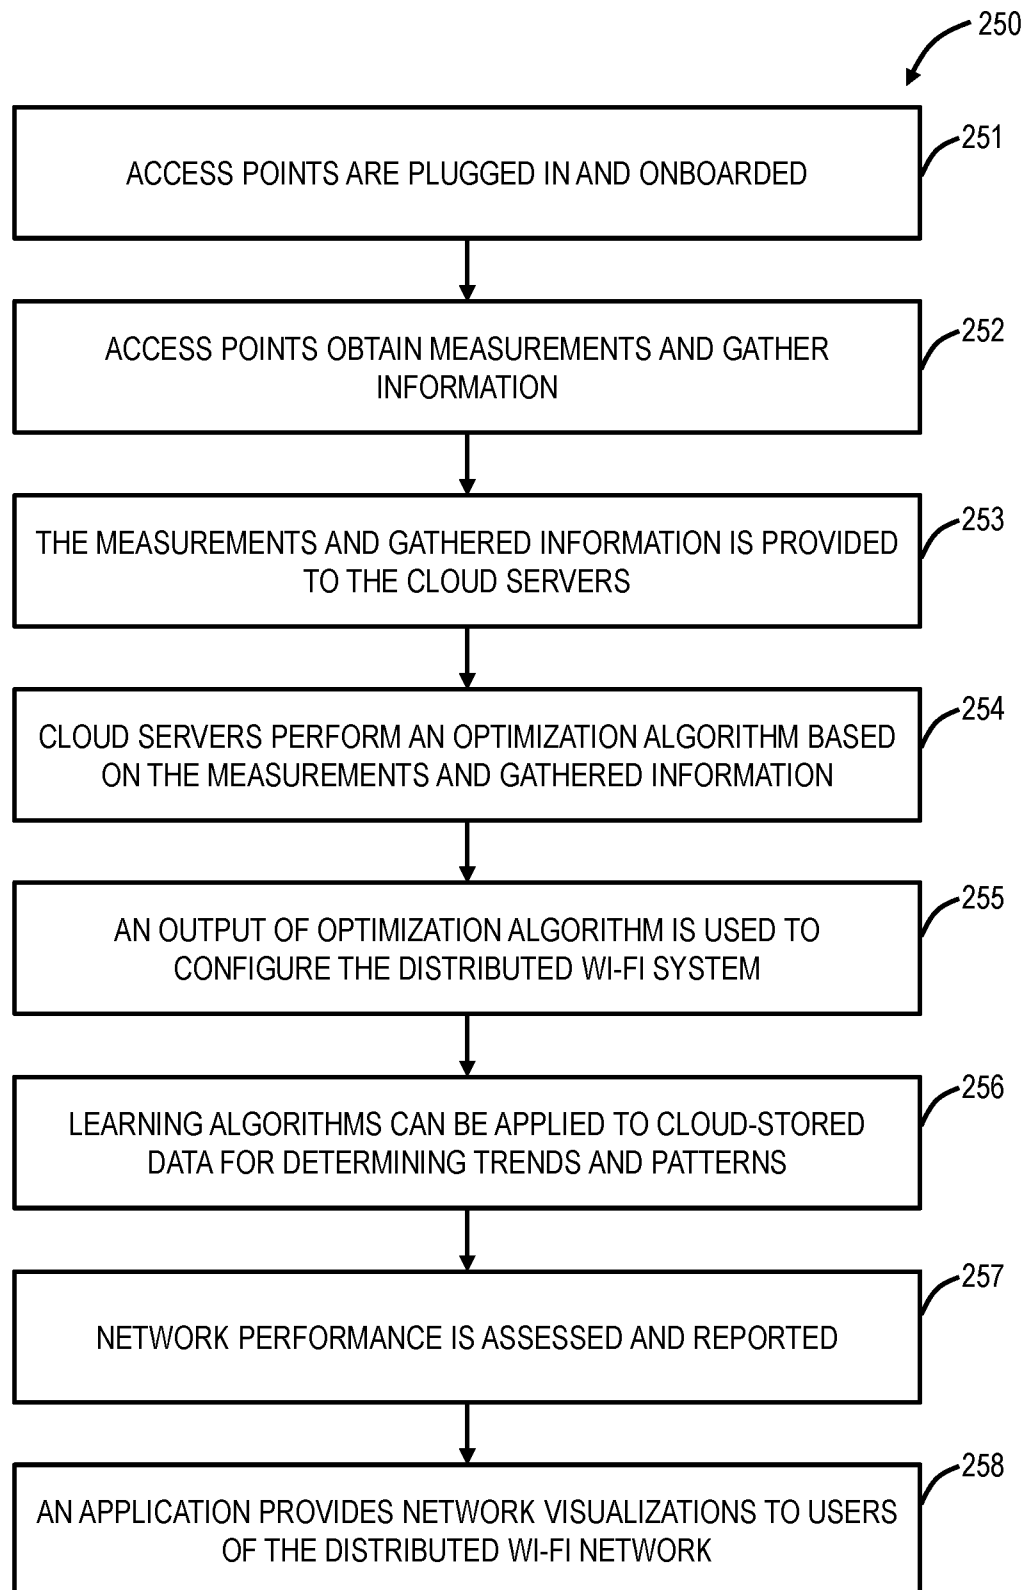 250
251
ACCESS POINTS ARE PLUGGED IN AND ONBOARDED
252
ACCESS POINTS OBTAIN MEASUREMENTS AND GATHER
INFORMATION
253
THE MEASUREMENTS AND GATHERED INFORMATION IS PROVIDED
TO THE CLOUD SERVERS
254
CLOUD SERVERS PERFORM AN OPTIMIZATION ALGORITHM BASED
ON THE MEASUREMENTS AND GATHERED INFORMATION
255
AN OUTPUT OF OPTIMIZATION ALGORITHM IS USED TO
CONFIGURE THE DISTRIBUTED WI-FI SYSTEM
256
LEARNING ALGORITHMS CAN BE APPLIED TO CLOUD-STORED
DATA FOR DETERMINING TRENDS AND PATTERNS
257
NETWORK PERFORMANCE IS ASSESSED AND REPORTED
258
AN APPLICATION PROVIDES NETWORK VISUALIZATIONS TO USERS
OF THE DISTRIBUTED WI-FI NETWORK